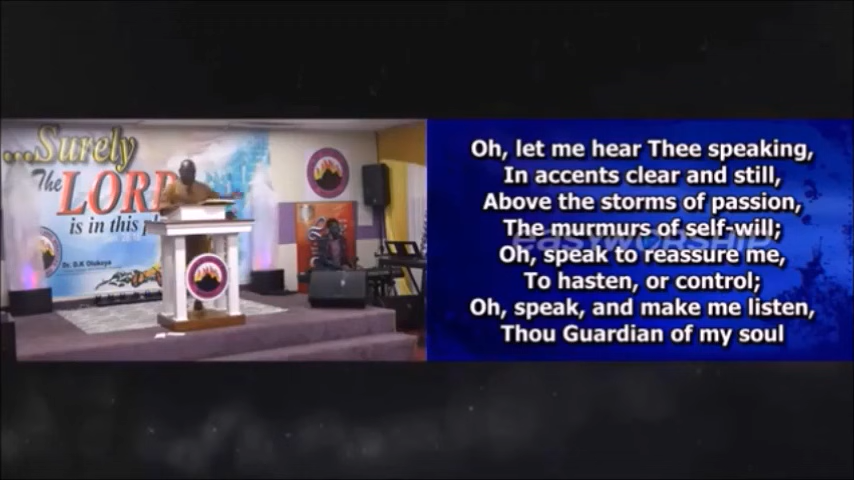 ...Surely
The
LORD
is in this
Dr. D.K Olukoya
Oh, let me hear Thee speaking,
In accents clear and still,
Above the storms of passion,
The murmurs of self-will;
Oh, speak to reassure me,
To hasten, or control;
Oh, speak, and make me listen,
Thou Guardian of my soul
easyworship